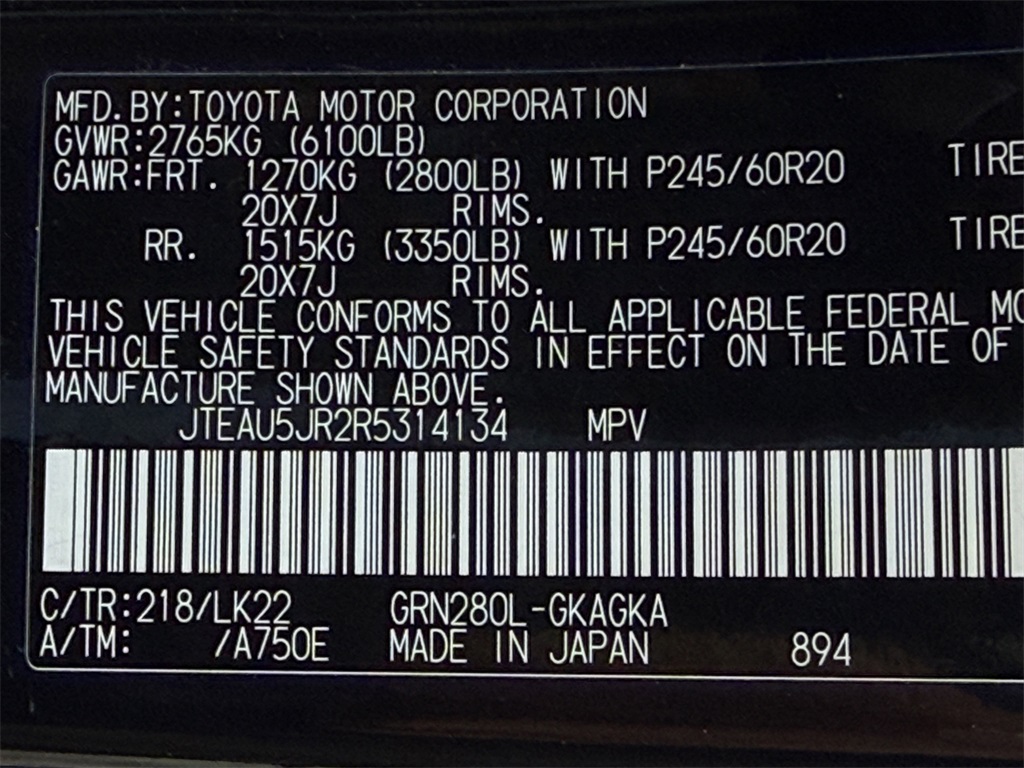 MFD. BY:TOYOTA MOTOR CORPORATION
GVWR:2765KG (6100LB)
GAWR:FRT. 1270KG (2800LB) WITH P245/60R20 TIRE
20X7J RIMS.
RR. 1515KG (3350LB) WITH P245/60R20 TIRE
20X7J RIMS.
THIS VEHICLE CONFORMS TO ALL APPLICABLE FEDERAL
VEHICLE SAFETY STANDARDS IN EFFECT ON THE DATE OF
MANUFACTURE SHOWN ABOVE.
JTEAU5JR2R5314134 MPV
C/TR:218/LK22 GRN280L-GKAGKA
A/TM: /A750E MADE IN JAPAN 894